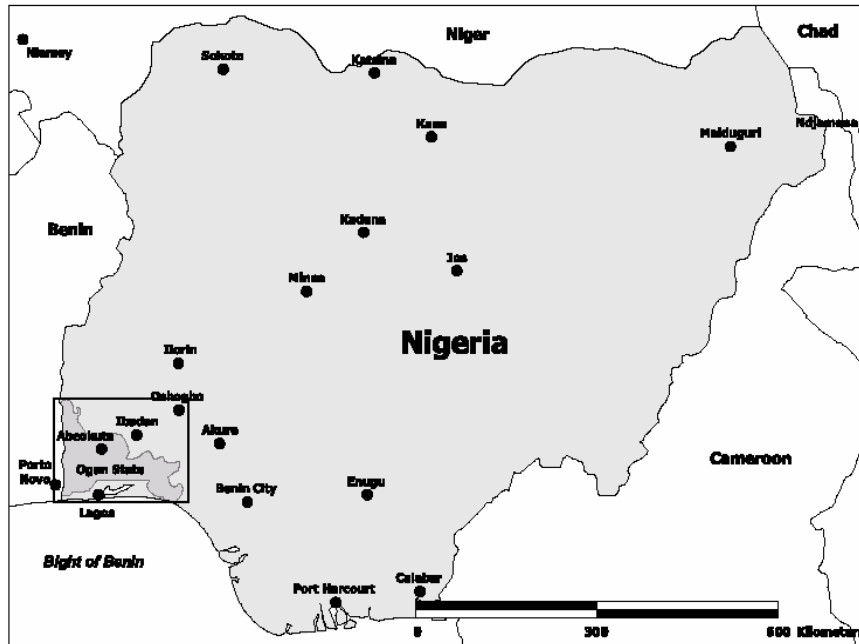 Niger
Chad
Niamey
Sokoto
Katsina
Kano
Ndjamena
Maiduguri
Benin
Kaduna
Jos
Minna
Nigeria
Ilorin
Oshogbo
Ibadan
Abeokuta
Akure
Cameroon
Porto
Novo
Ogun State
Benin City
Enugu
Lagos
Bight of Benin
Calabar
Port Harcourt
0 300 600 Kilometers